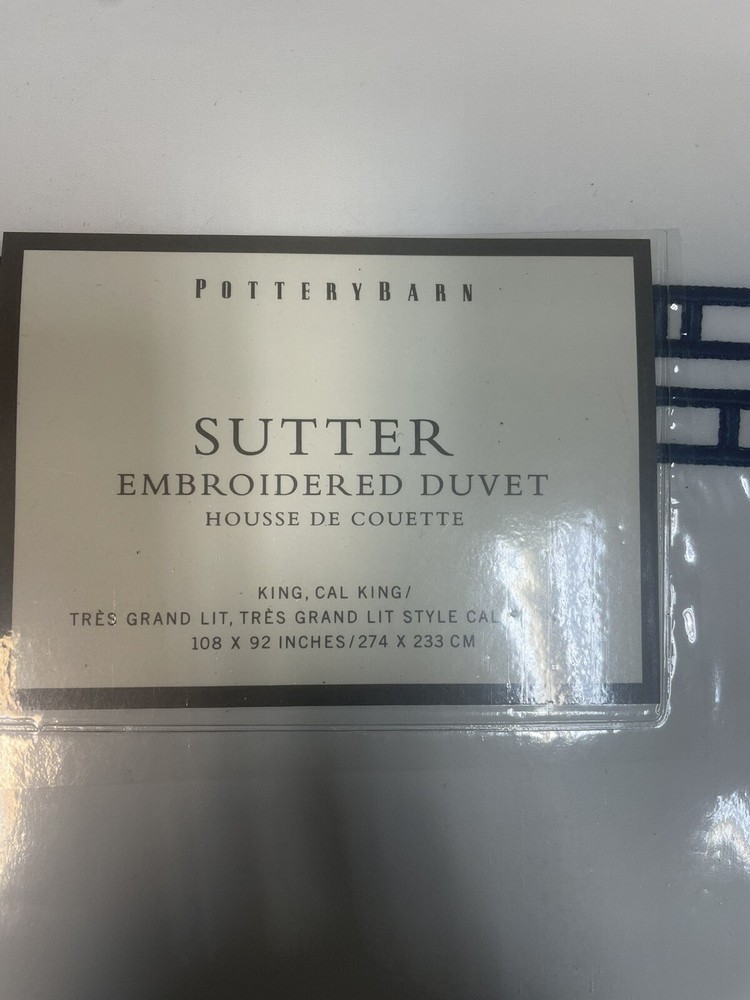 POTTERYBARN
SUTTER
EMBROIDERED DUVET
HOUSSE DE COUETTE
KING, CAL KING/
TRÈS GRAND LIT, TRÈS GRAND LIT STYLE CAL
108 X 92 INCHES/274 X 233 CM